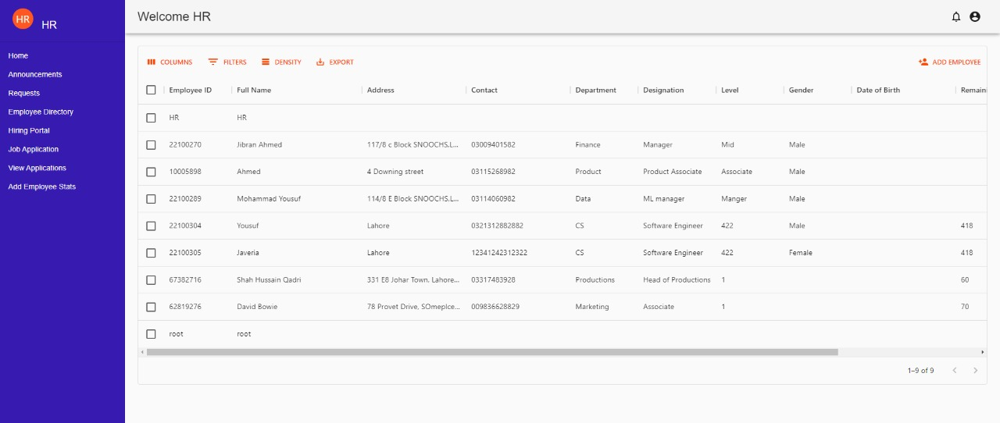 HR HR
Welcome HR
Home
Announcements
Requests
Employee Directory
Hiring Portal
Job Application
View Applications
Add Employee Stats
COLUMNS FILTERS DENSITY EXPORT ADD EMPLOYEE
Employee ID Full Name Address Contact Department Designation Level Gender Date of Birth Remaini
HR HR
22100270 Jibran Ahmed 117/8 c Block SNOOCHS,L... 03009401582 Finance Manager Mid Male
10005898 Ahmed 4 Downing street 03115268982 Product Product Associate Associate Male
22100289 Mohammad Yousuf 114/8 E Block SNOOCHS,L... 03114060982 Data ML manager Manger Male
22100304 Yousuf Lahore 0321312882882 CS Software Engineer 422 Male 418
22100305 Javeria Lahore 12341242312322 CS Software Engineer 422 Female 418
67382716 Shah Hussain Qadri 331 E8 Johar Town, Lahore... 03317483928 Productions Head of Productions 1 60
62819276 David Bowie 78 Provet Drive, SOmeplce... 009836628829 Marketing Associate 1 70
root root
1–9 of 9